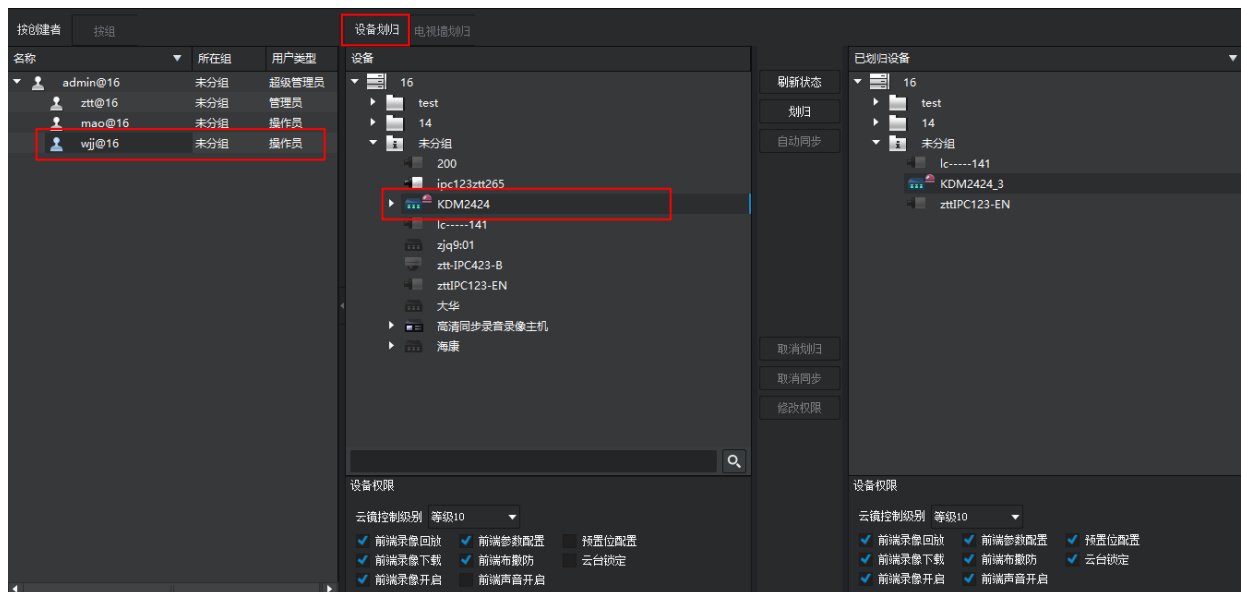 按创建者 按组
名称 所在组 用户类型
admin@16 未分组 超级管理员
ztt@16 未分组 管理员
mao@16 未分组 操作员
wjj@16 未分组 操作员
设备划归 电视墙划归
设备
16
test
14
未分组
200
ipc123ztt265
KDM2424
lc-----141
zjq9:01
ztt-IPC423-B
zttIPC123-EN
大华
高清同步录音录像主机
海康
设备权限
云镜控制级别 等级10
前端录像回放 前端参数配置 预置位配置
前端录像下载 前端布撤防 云台锁定
前端录像开启 前端声音开启
刷新状态
划归
自动同步
取消划归
取消同步
修改权限
已划归设备
16
test
14
未分组
lc-----141
KDM2424_3
zttIPC123-EN
设备权限
云镜控制级别 等级10
前端录像回放 前端参数配置 预置位配置
前端录像下载 前端布撤防 云台锁定
前端录像开启 前端声音开启